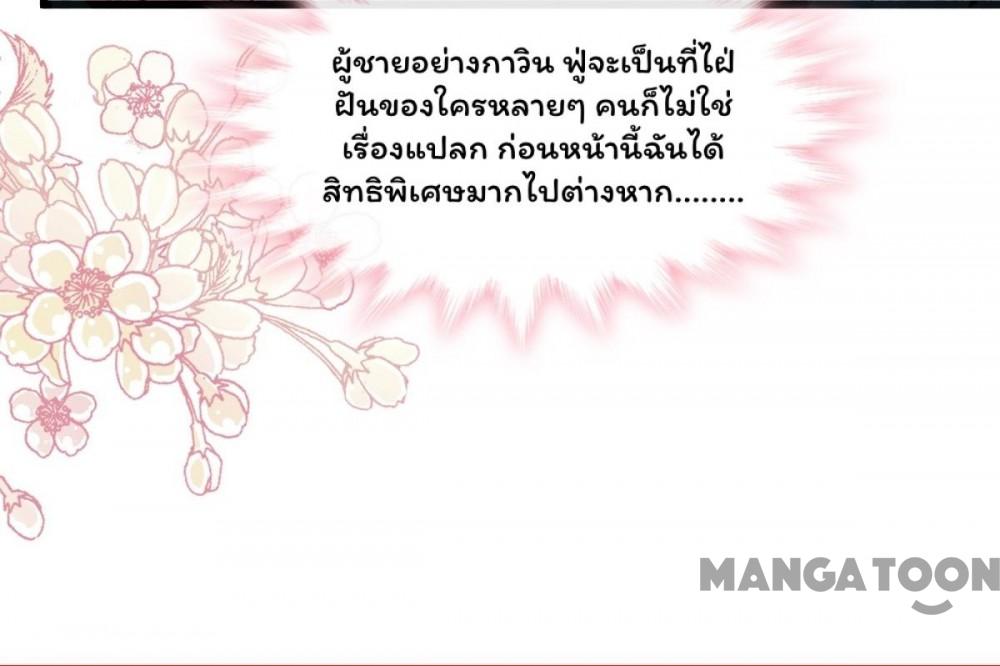 ผู้ชายอย่างกาวิน ฟู่จะเป็นที่ไฝ่
ฝันของใครหลายๆ คนก็ไม่ใช่
เรื่องแปลก ก่อนหน้านี้ฉันได้
สิทธิพิเศษมากไปต่างหาก........
MANGATOON